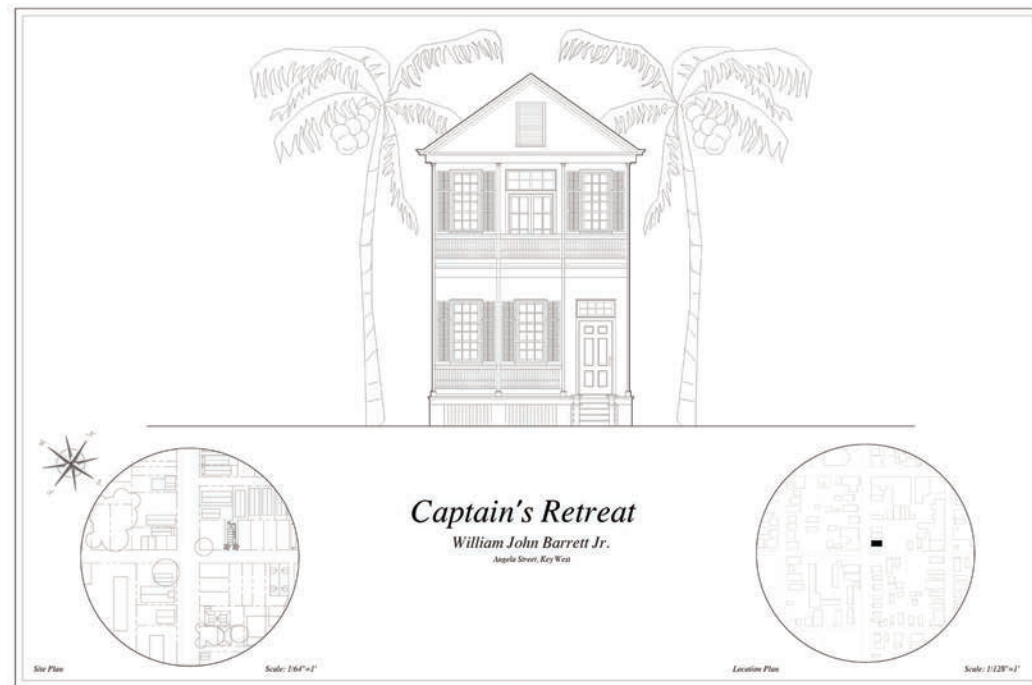 Captain's Retreat
William John Barrett Jr.
Angela Street, Key West
Site Plan
Scale: 1/64"=1'
Location Plan
Scale: 1/128"=1'